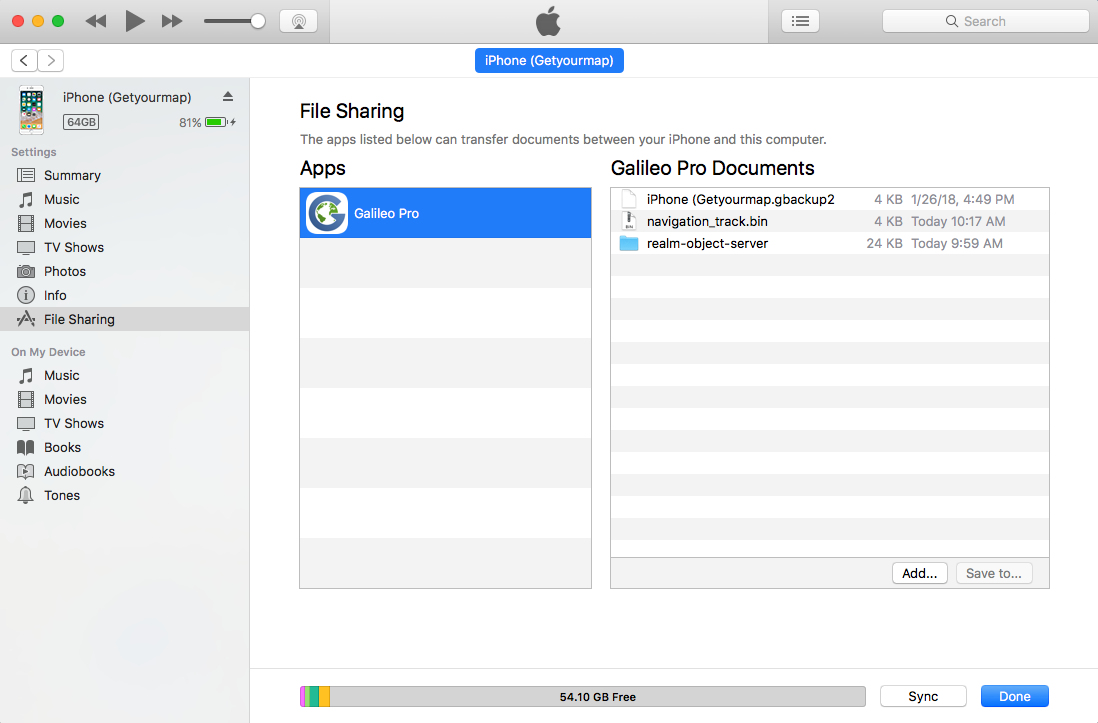 Search
iPhone (Getyourmap)
iPhone (Getyourmap)
64GB
81%
Settings
Summary
Music
Movies
TV Shows
Photos
Info
File Sharing
On My Device
Music
Movies
TV Shows
Books
Audiobooks
Tones
File Sharing
The apps listed below can transfer documents between your iPhone and this computer.
Apps
Galileo Pro
Galileo Pro Documents
iPhone (Getyourmap.gbackup2 4 KB 1/26/18, 4:49 PM
navigation_track.bin 4 KB Today 10:17 AM
realm-object-server 24 KB Today 9:59 AM
Add...
Save to...
54.10 GB Free
Sync
Done